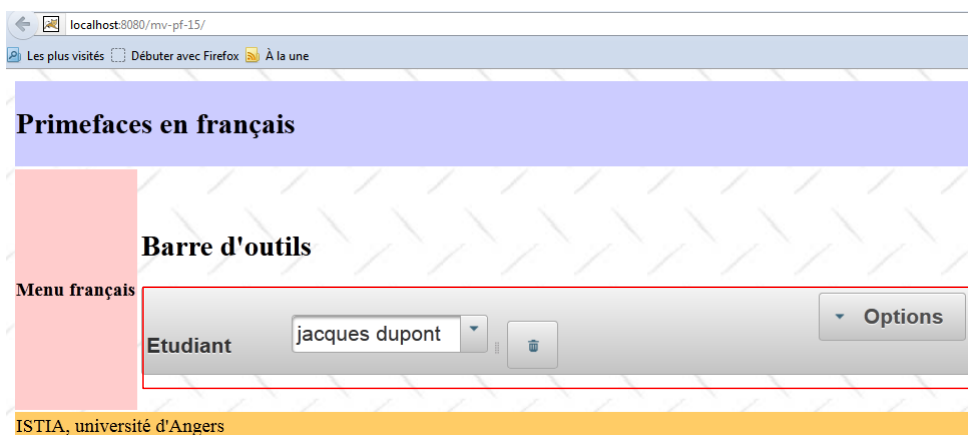 localhost:8080/mv-pf-15/
Les plus visités Débuter avec Firefox À la une
Primefaces en français
Barre d'outils
Menu français
Options
Etudiant jacques dupont
ISTIA, université d'Angers